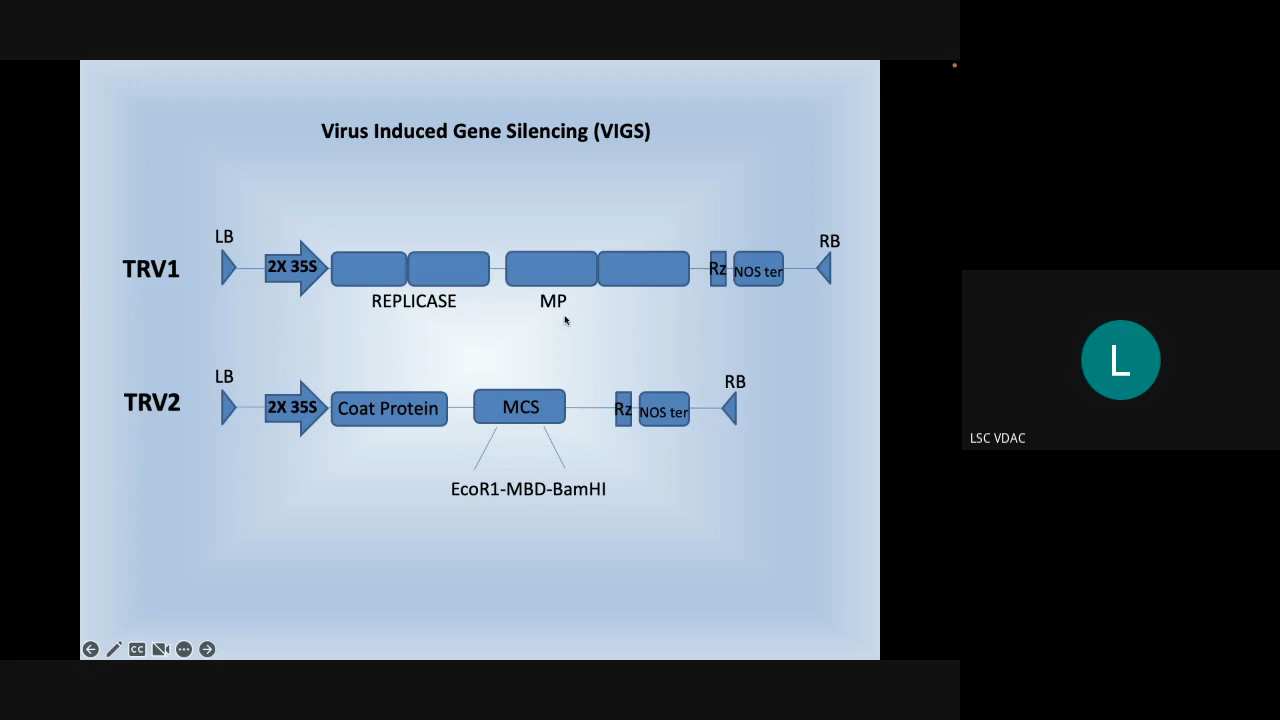 Virus Induced Gene Silencing (VIGS)
LB
RB
TRV1
2X 35S
Rz
NOS ter
REPLICASE
MP
LB
RB
TRV2
2X 35S
Coat Protein
MCS
Rz
NOS ter
EcoR1-MBD-BamHI
CC
L
LSC VDAC